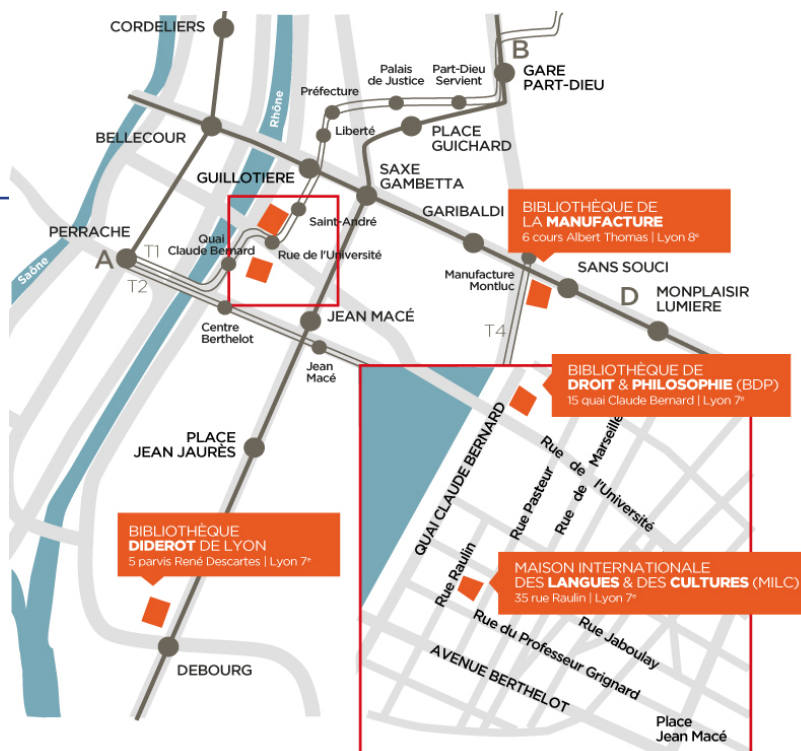 CORDELIERS
B
GARE
PART-DIEU
Palais
de Justice
Part-Dieu
Servient
Préfecture
Rhône
Liberté
PLACE
GUICHARD
BELLECOUR
GUILLOTIERE
SAXE
GAMBETTA
GARIBALDI
BIBLIOTHÈQUE DE
LA MANUFACTURE
6 cours Albert Thomas | Lyon 8e
Saint-André
PERRACHE
A
T1
T2
Quai
Claude Bernard
Rue de l'Université
Saône
Manufacture
Montluc
SANS SOUCI
D
MONPLAISIR
LUMIERE
T4
Centre
Berthelot
JEAN MACÉ
Jean
Macé
BIBLIOTHÈQUE DE
DROIT & PHILOSOPHIE (BDP)
15 quai Claude Bernard | Lyon 7e
PLACE
JEAN JAURÈS
QUAI CLAUDE BERNARD
Rue Pasteur
Rue de Marseille
Rue de l'Université
BIBLIOTHÈQUE
DIDEROT DE LYON
5 parvis René Descartes | Lyon 7e
Rue Raulin
MAISON INTERNATIONALE
DES LANGUES & DES CULTURES (MILC)
35 rue Raulin | Lyon 7e
Rue Jaboulay
Rue du Professeur Grignard
AVENUE BERTHELOT
DEBOURG
Place
Jean Macé